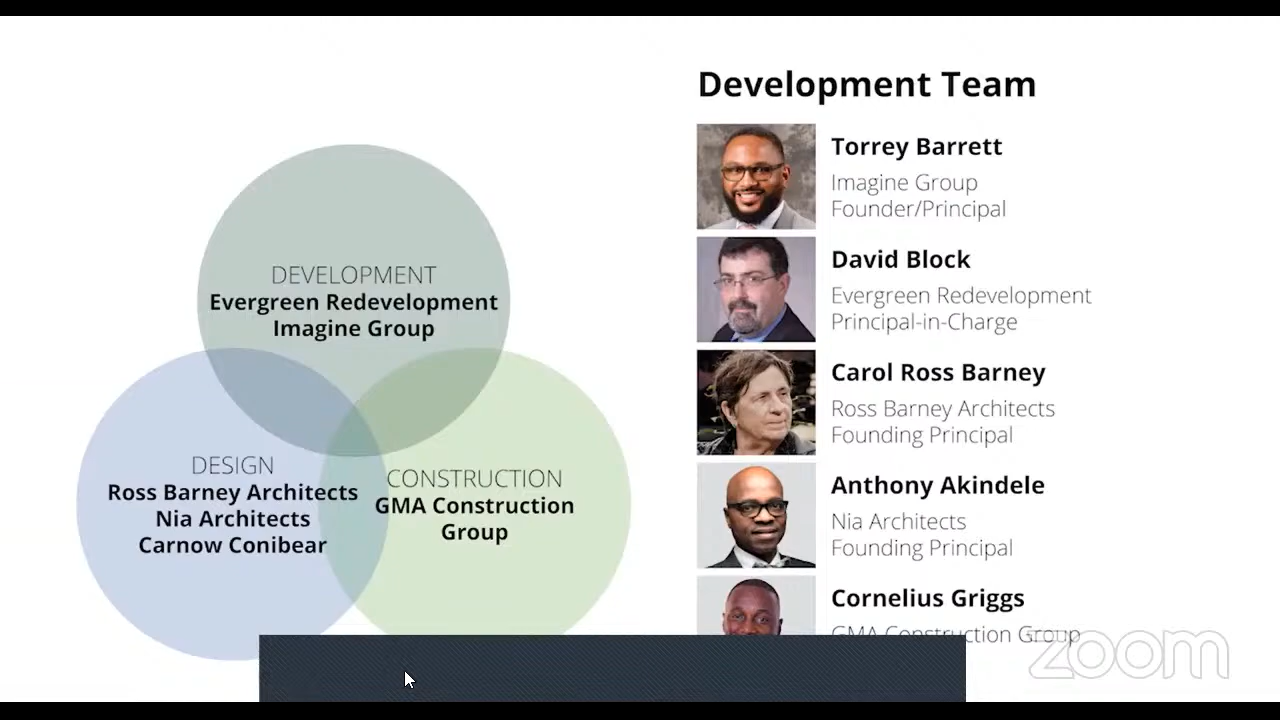 Development Team
DEVELOPMENT
Evergreen Redevelopment
Imagine Group
DESIGN
Ross Barney Architects
Nia Architects
Carnow Conibear
CONSTRUCTION
GMA Construction
Group
Torrey Barrett
Imagine Group
Founder/Principal
David Block
Evergreen Redevelopment
Principal-in-Charge
Carol Ross Barney
Ross Barney Architects
Founding Principal
Anthony Akindele
Nia Architects
Founding Principal
Cornelius Griggs
GMA Construction Group
zoom